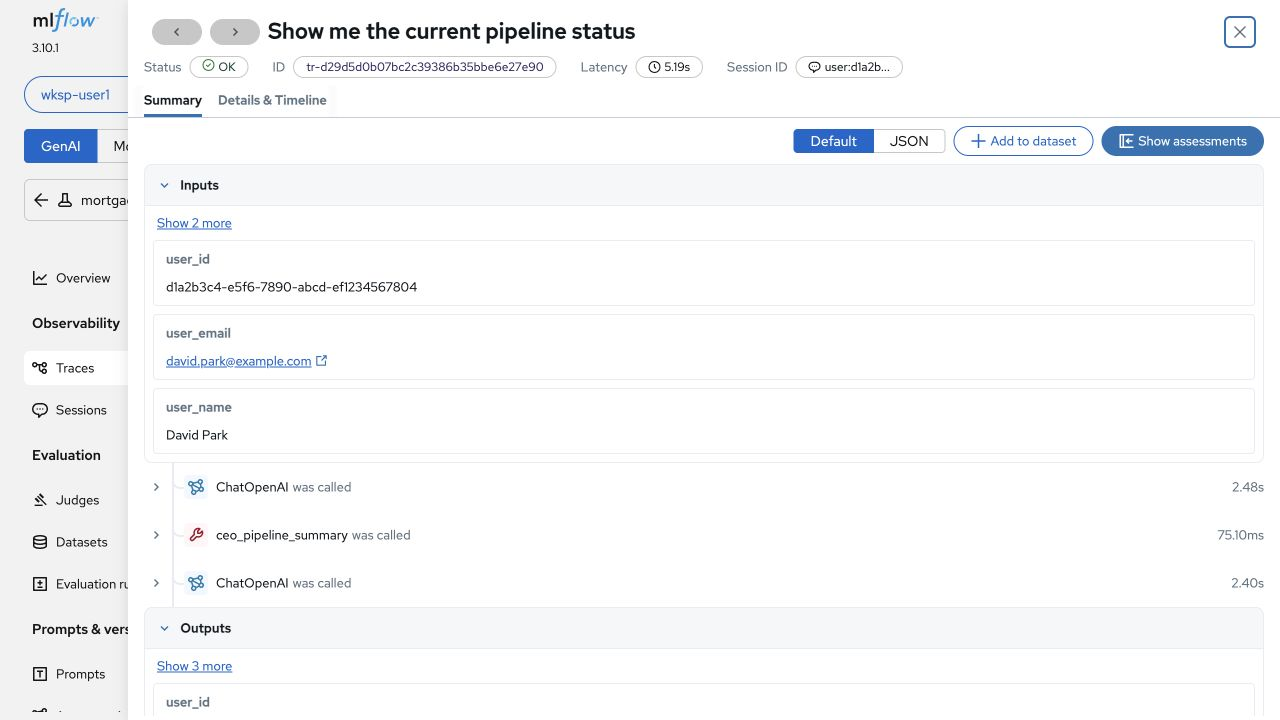 mlflow
3.10.1
wksp-user1
GenAI
mortga
Overview
Observability
Traces
Sessions
Evaluation
Judges
Datasets
Evaluation
Prompts &
Prompts
Show me the current pipeline status
Status OK ID tr-d29d5d0b07bc2c39386b35bbe6e27e90 Latency 5.19s Session ID user:d1a2b...
Summary Details & Timeline
Default JSON Add to dataset Show assessments
Inputs
Show 2 more
user_id
d1a2b3c4-e5f6-7890-abcd-ef1234567804
user_email
david.park@example.com
user_name
David Park
ChatOpenAI was called 2.48s
ceo_pipeline_summary was called 75.10ms
ChatOpenAI was called 2.40s
Outputs
Show 3 more
user_id